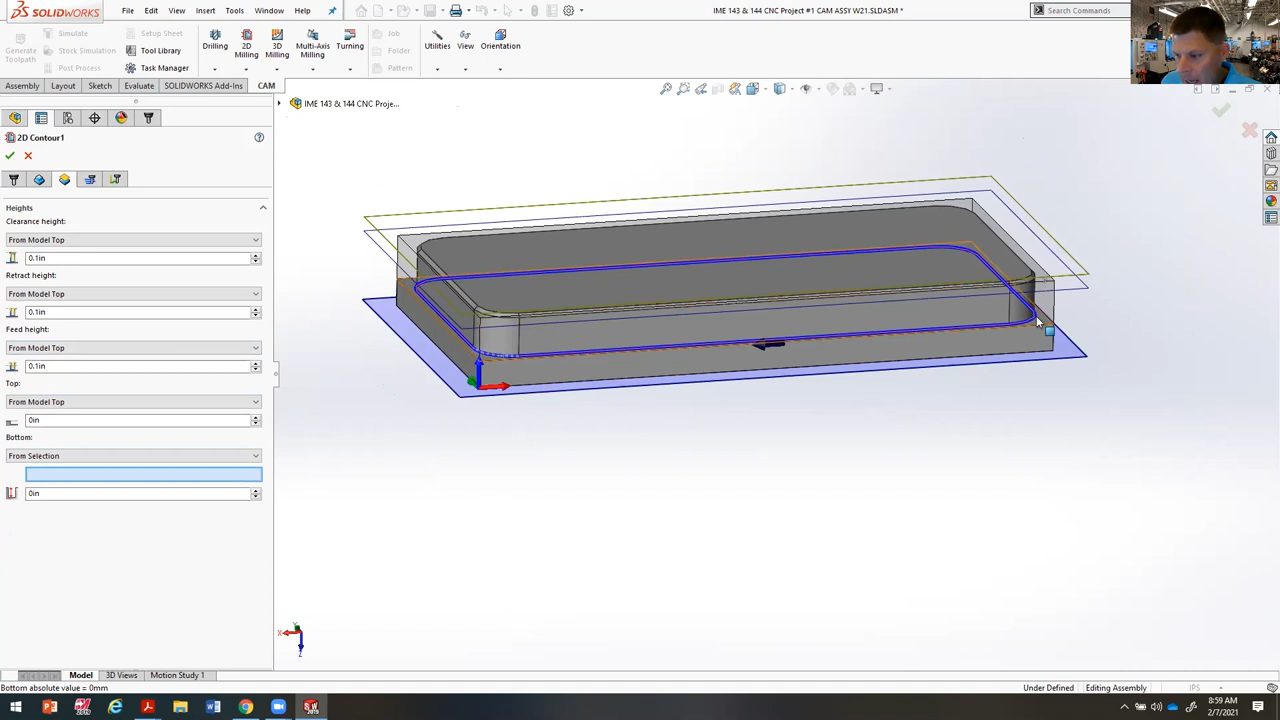 SOLIDWORKS
File
Edit
View
Insert
Tools
Window
Help
IME 143 & 144 CNC Project #1 CAM ASSY W21.SLDASM *
Search Commands
Generate
Toolpath
Simulate
Stock Simulation
Post Process
Setup Sheet
Tool Library
Task Manager
Drilling
2D
Milling
3D
Milling
Multi-Axis
Milling
Turning
Job
Folder
Pattern
Utilities
View
Orientation
Assembly
Layout
Sketch
Evaluate
SOLIDWORKS Add-Ins
CAM
IME 143 & 144 CNC Proje...
2D Contour1
Heights
Clearance height:
From Model Top
0.1in
Retract height:
From Model Top
0.1in
Feed height:
From Model Top
0.1in
Top:
From Model Top
0in
Bottom:
From Selection
0in
X
Y
Z
Model
3D Views
Motion Study 1
Bottom absolute value = 0mm
Under Defined
Editing Assembly
IPS
8:59 AM
2/7/2021